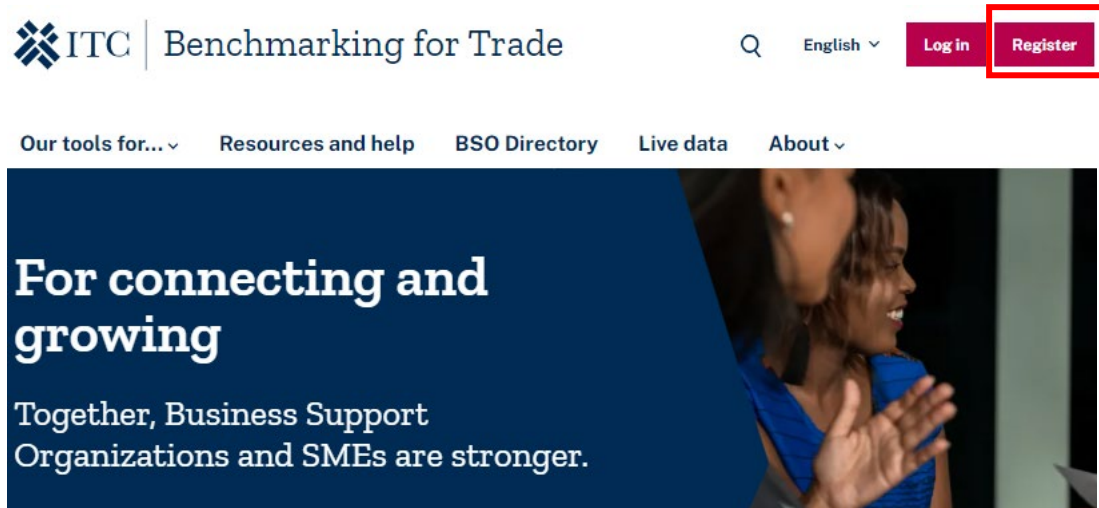 ITC | Benchmarking for Trade
English
Log in
Register
Our tools for...
Resources and help
BSO Directory
Live data
About
For connecting and
growing
Together, Business Support
Organizations and SMEs are stronger.